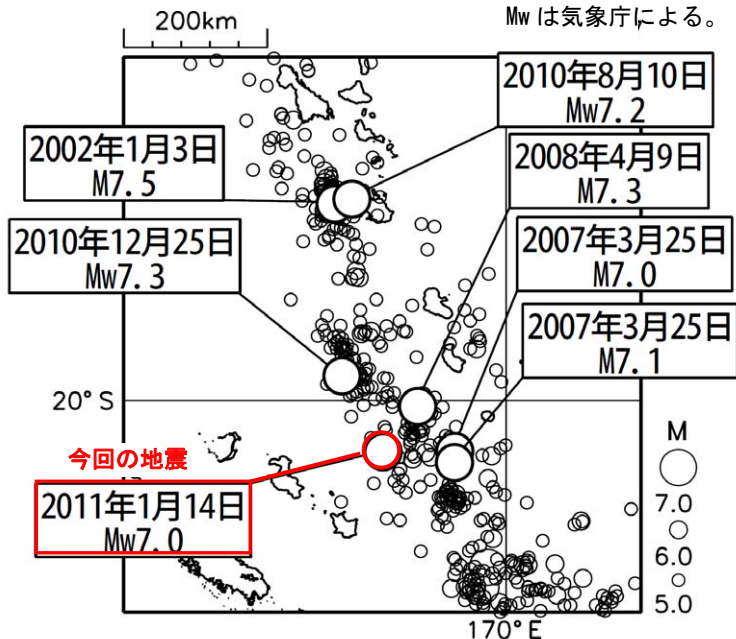 Mw は気象庁による。
200km
2010年8月10日
Mw7.2
2002年1月3日
M7.5
2008年4月9日
M7.3
2010年12月25日
Mw7.3
2007年3月25日
M7.0
2007年3月25日
M7.1
20°S
今回の地震
2011年1月14日
Mw7.0
M
7.0
6.0
5.0
170°E